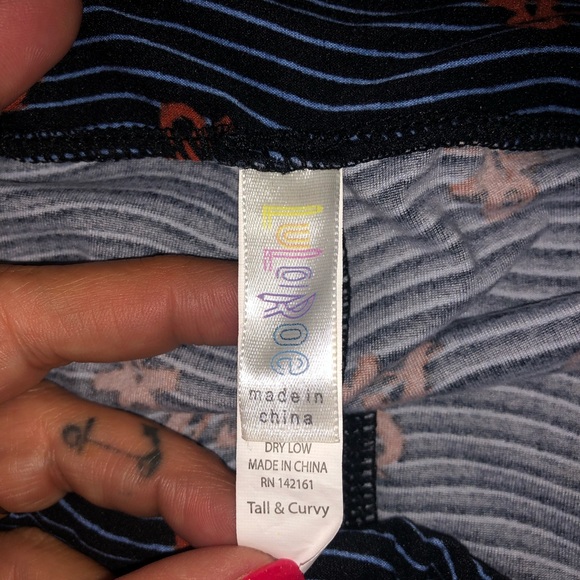 LuLaRoe
made in
china
DRY LOW
MADE IN CHINA
RN 142161
Tall & Curvy